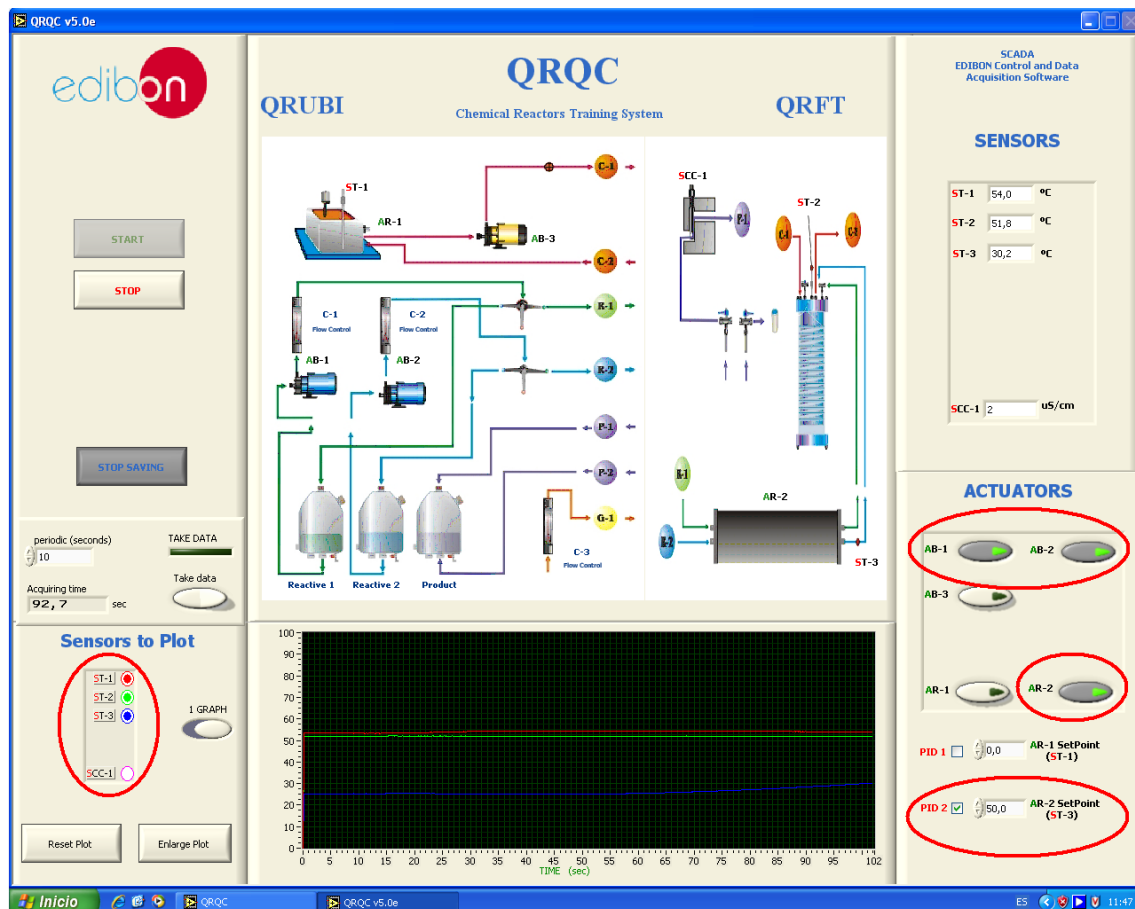 QRQC v5.0e
edibon
START
STOP
STOP SAVING
periodic (seconds)
10
TAKE DATA
Acquiring time
92,7 sec
Take data
Sensors to Plot
ST-1
ST-2
ST-3
SCC-1
1 GRAPH
Reset Plot
Enlarge Plot
QRQC
QRUBI
QRFT
Chemical Reactors Training System
ST-1
AR-1
AB-3
C-1
C-2
C-1
Flow Control
C-2
Flow Control
AB-1
AB-2
R-1
R-2
P-1
P-2
G-1
C-3
Flow Control
Reactive 1
Reactive 2
Product
SCC-1
P-1
ST-2
R-1
R-2
AR-2
ST-3
100
90
80
70
60
50
40
30
20
10
0
0 5 10 15 20 25 30 35 40 45 50 55 60 65 70 75 80 85 90 95 102
TIME (sec)
SCADA
EDIBON Control and Data
Acquisition Software
SENSORS
ST-1 54,0 ºC
ST-2 51,8 ºC
ST-3 30,2 ºC
SCC-1 2 uS/cm
ACTUATORS
AB-1
AB-2
AB-3
AR-1
AR-2
PID 1 0,0 AR-1 SetPoint
(ST-1)
PID 2 50,0 AR-2 SetPoint
(ST-3)
Inicio
QRQC
QRQC v5.0e
ES
11:47